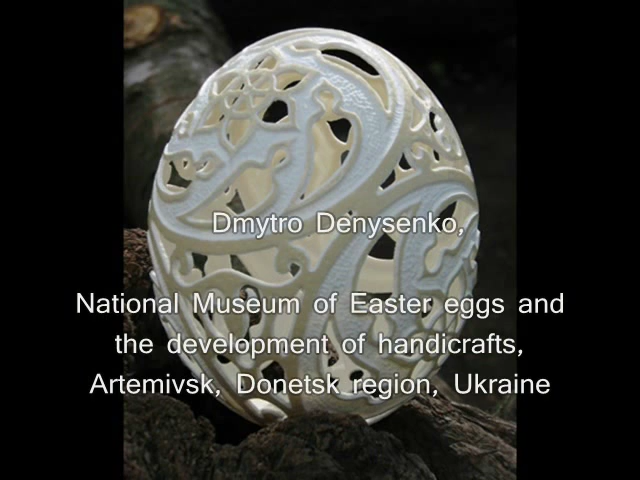 Dmytro Denysenko,
National Museum of Easter eggs and
the development of handicrafts,
Artemivsk, Donetsk region, Ukraine